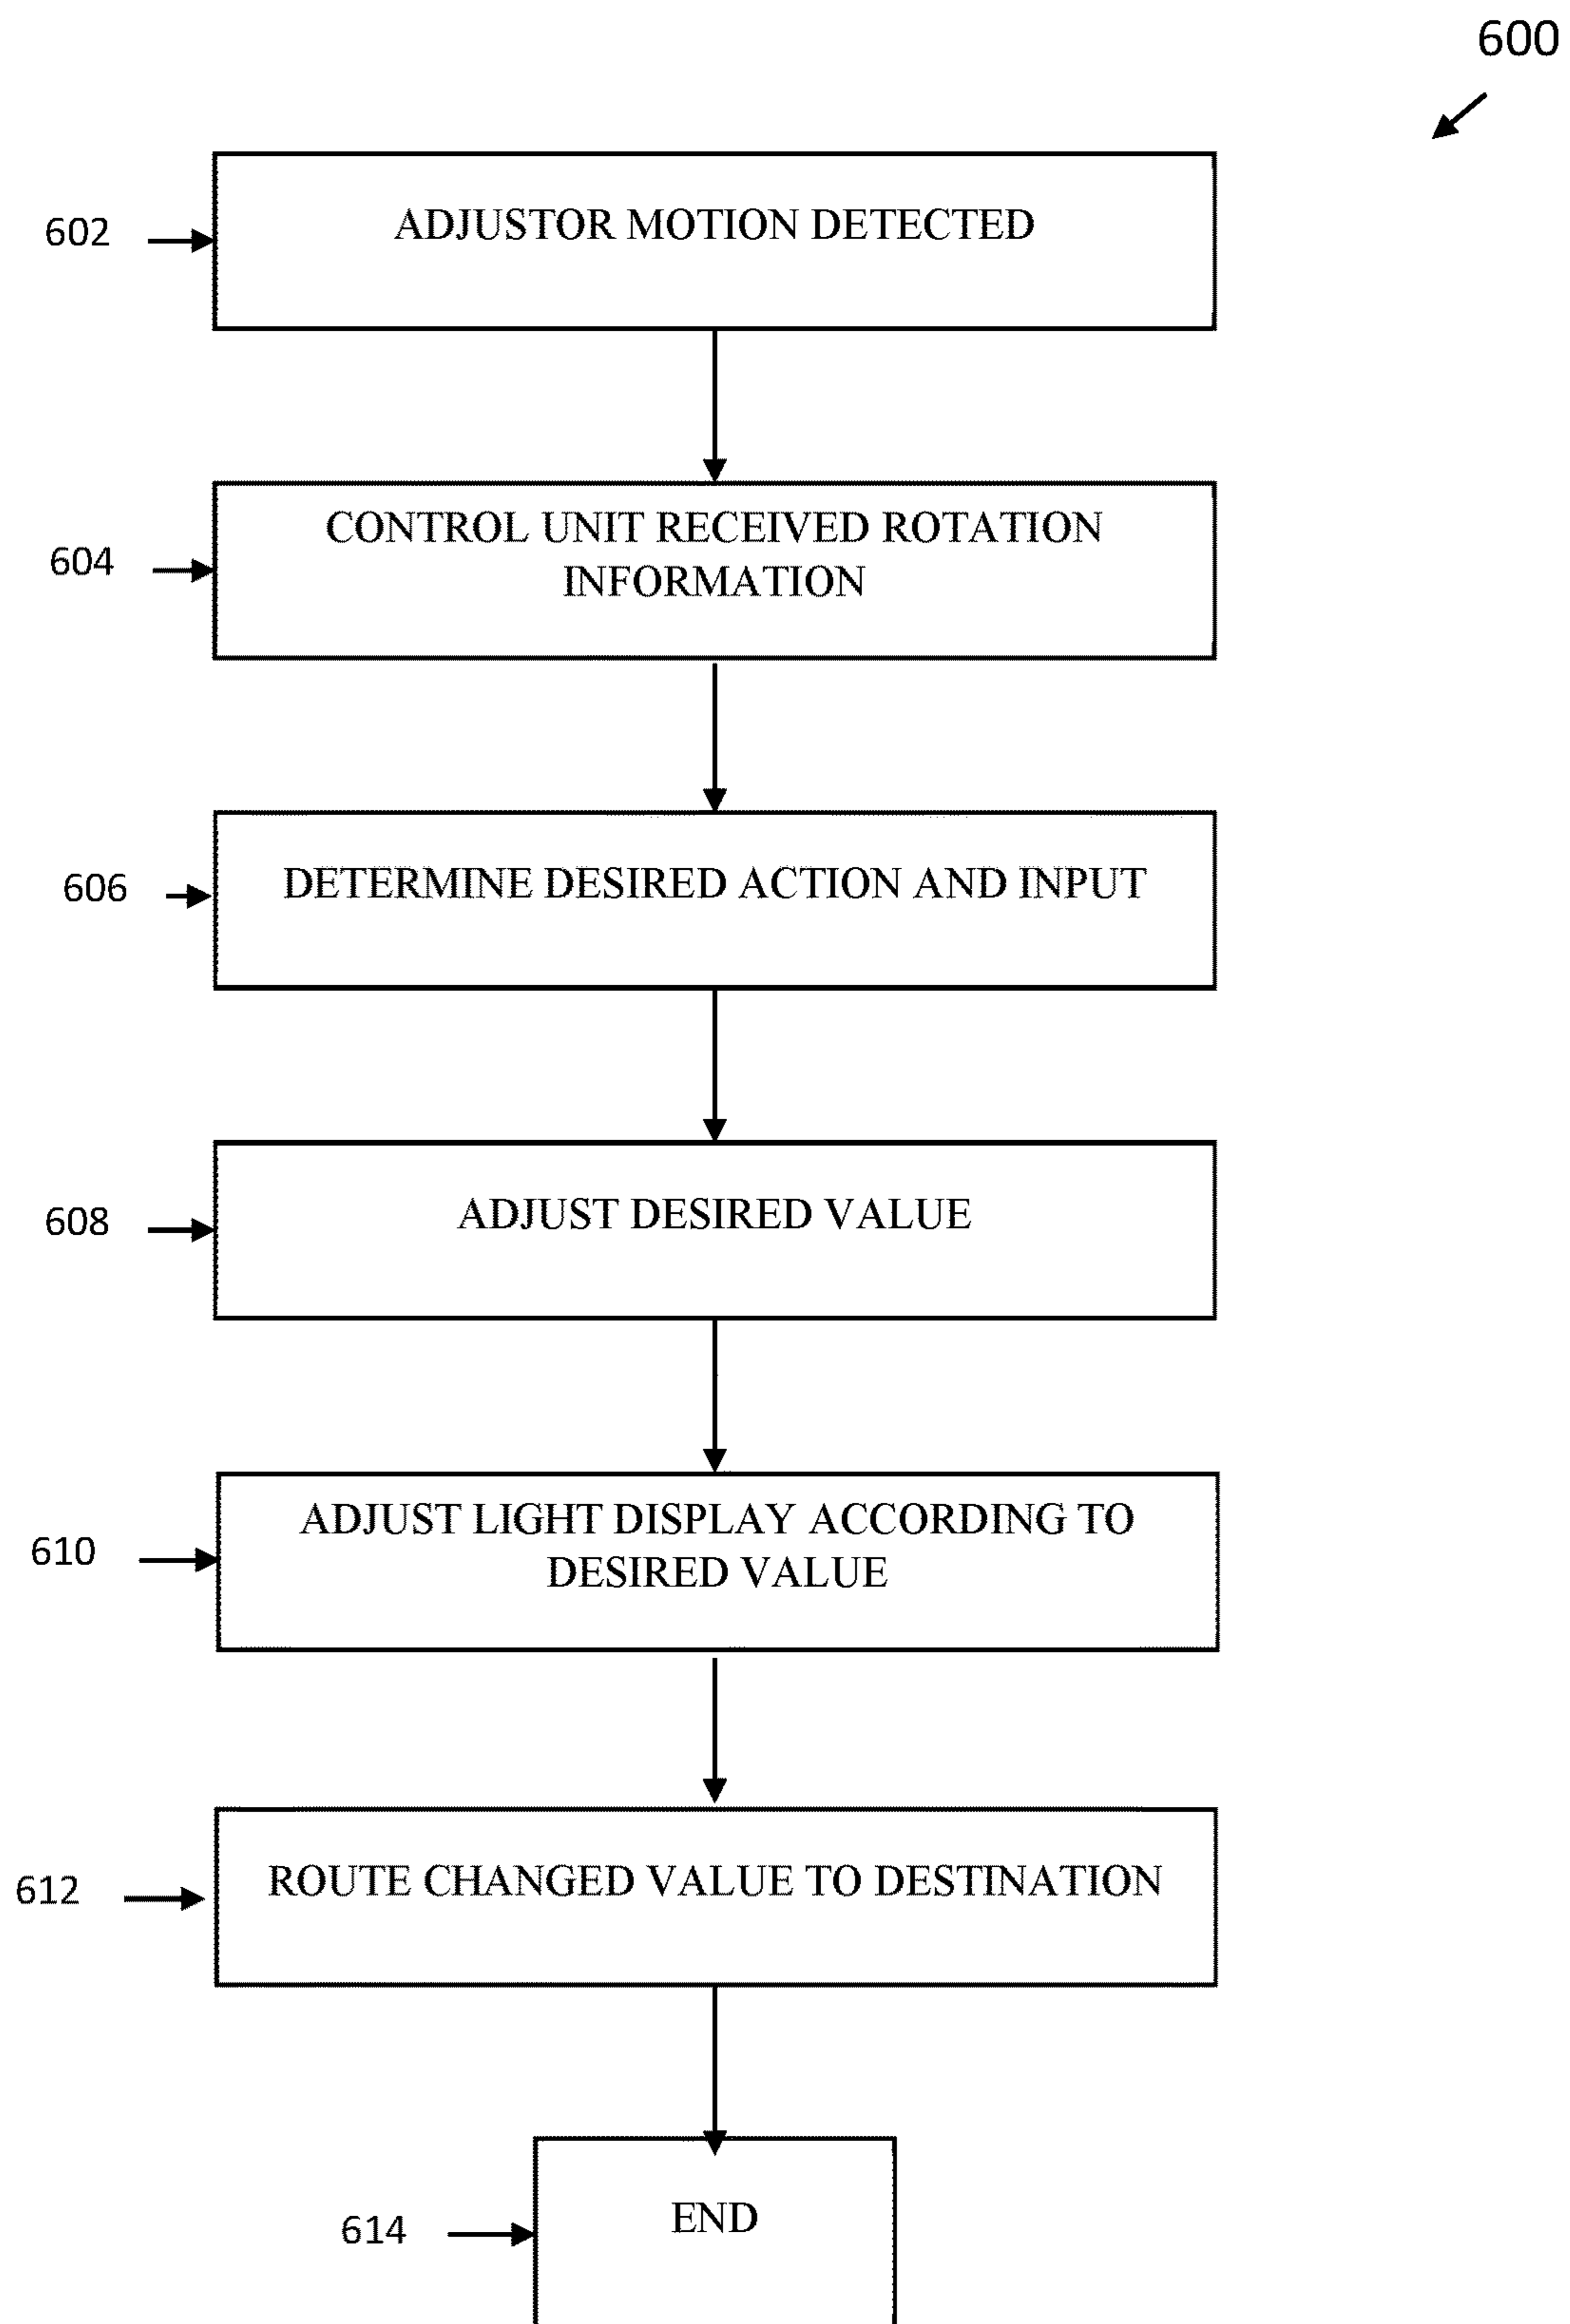 600
602
ADJUSTOR MOTION DETECTED
604
CONTROL UNIT RECEIVED ROTATION
INFORMATION
606
DETERMINE DESIRED ACTION AND INPUT
608
ADJUST DESIRED VALUE
610
ADJUST LIGHT DISPLAY ACCORDING TO
DESIRED VALUE
612
ROUTE CHANGED VALUE TO DESTINATION
614
END